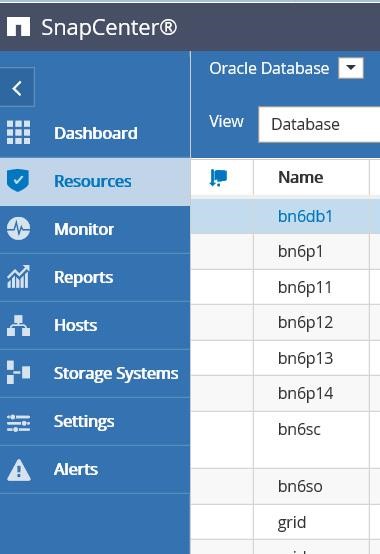 SnapCenter®
Oracle Database
Dashboard
View
Database
Resources
Name
Monitor
bn6db1
bn6p1
Reports
bn6p11
Hosts
bn6p12
bn6p13
Storage Systems
bn6p14
Settings
bn6sc
Alerts
bn6so
grid